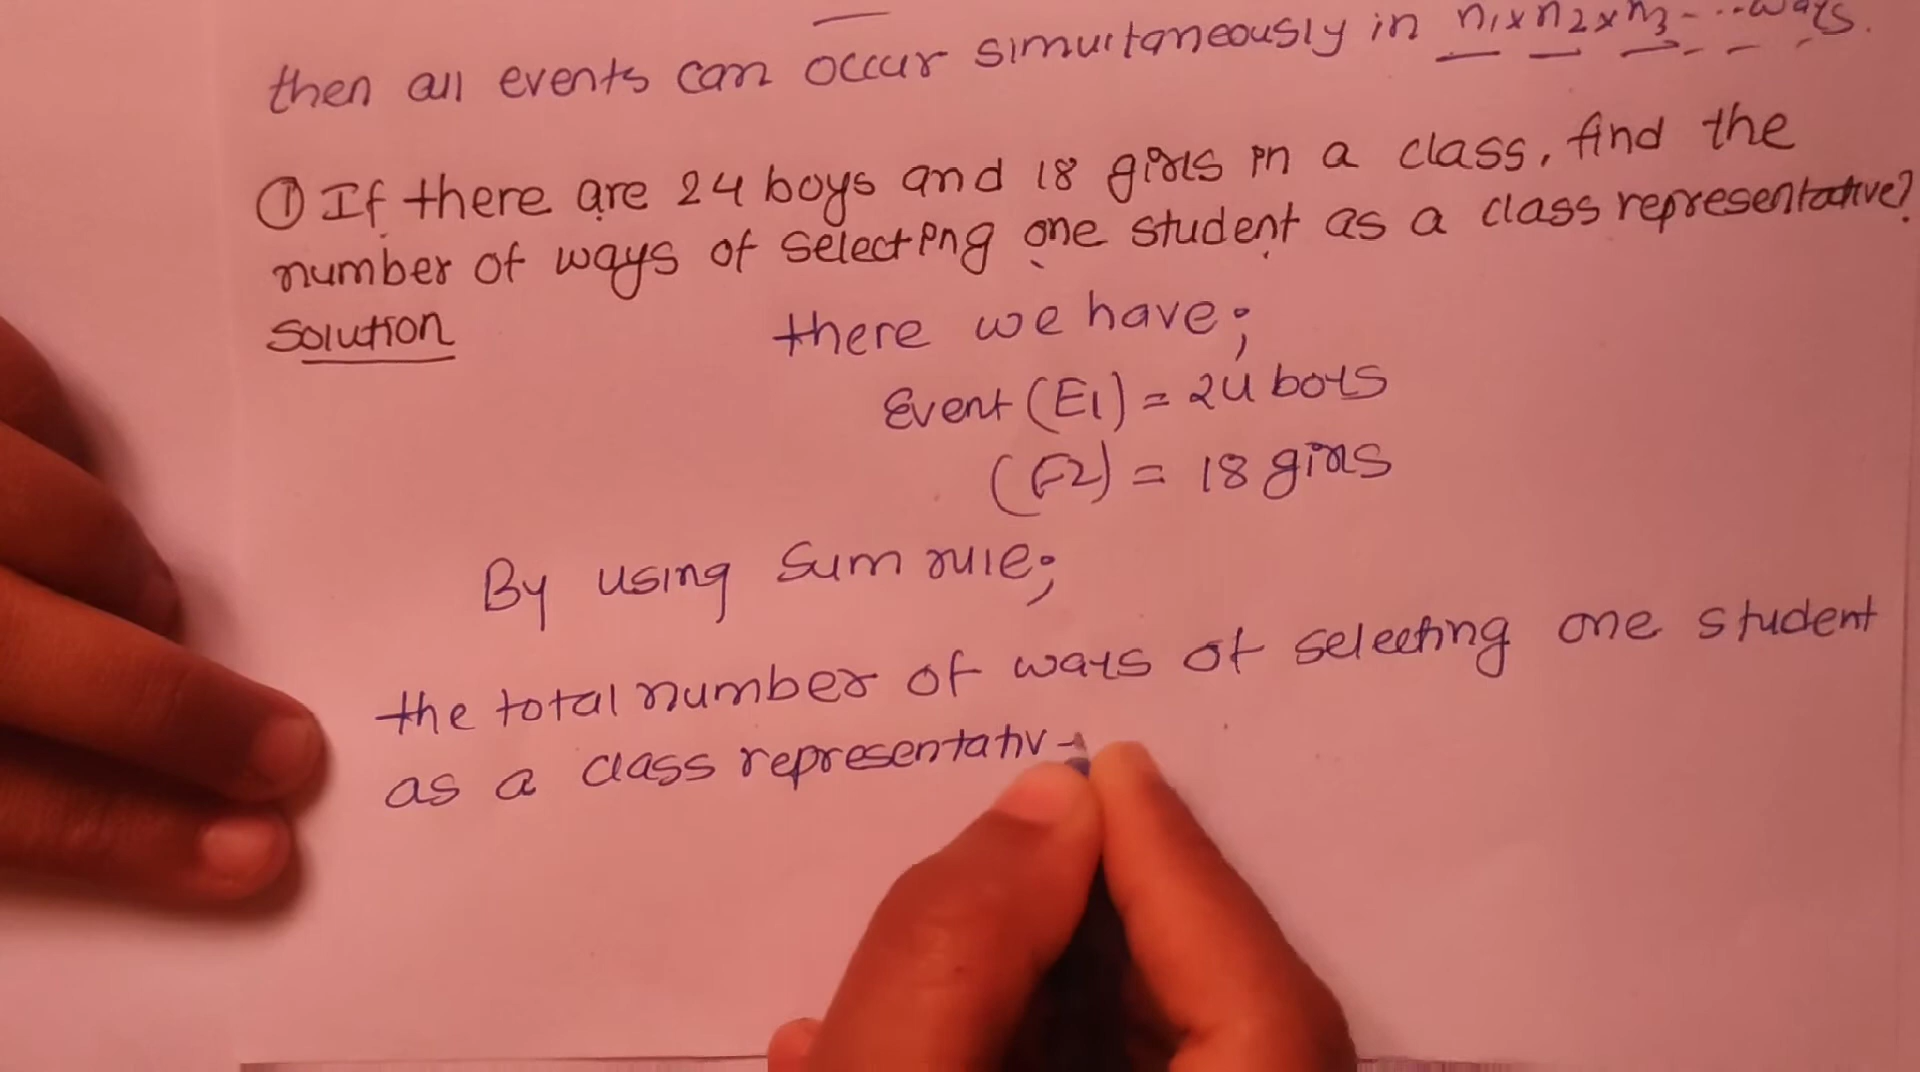 then all events can occur simultaneously in n1 x n2 x n3 - ... ways.
① If there are 24 boys and 18 girls in a class, find the
number of ways of selecting one student as a class representative?
Solution
there we have;
Event (E1) = 24 boys
(E2) = 18 girls
By using Sum rule;
the total number of ways of selecting one student
as a class representativ